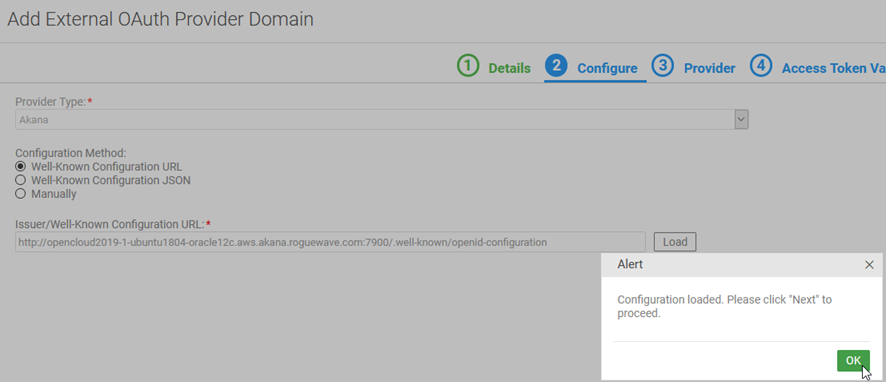 Add External OAuth Provider Domain
1 Details 2 Configure 3 Provider 4 Access Token Va
Provider Type:*
Akana
Configuration Method:
Well-Known Configuration URL
Well-Known Configuration JSON
Manually
Issuer/Well-Known Configuration URL:*
http://opencloud2019-1-ubuntu1804-oracle12c.aws.akana.roguewave.com:7900/.well-known/openid-configuration Load
Alert
Configuration loaded. Please click "Next" to
proceed.
OK